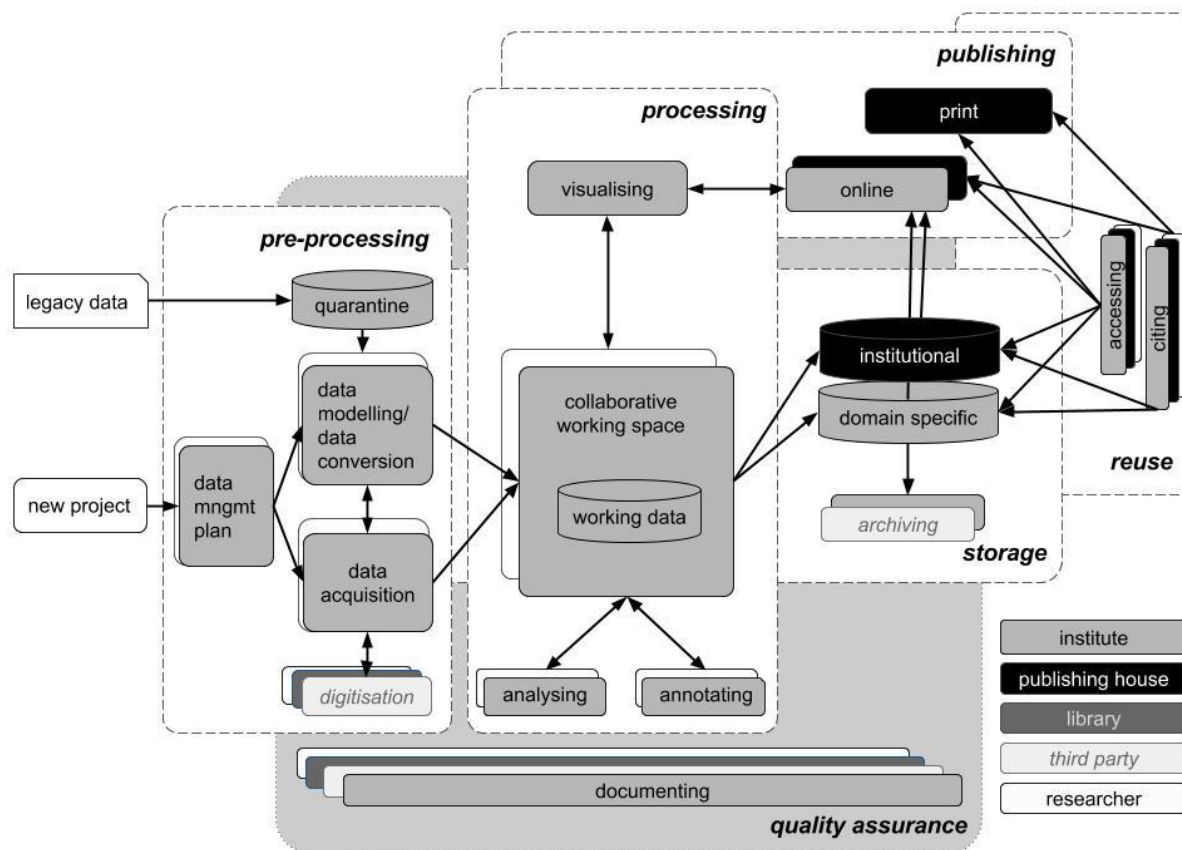 publishing
print
processing
visualising
online
pre-processing
legacy data
quarantine
accessing
citing
institutional
data
modelling/
data
conversion
collaborative
working space
domain specific
reuse
new project
data
mngmt
plan
working data
archiving
storage
data
acquisition
institute
digitisation
analysing
annotating
publishing house
library
third party
documenting
researcher
quality assurance